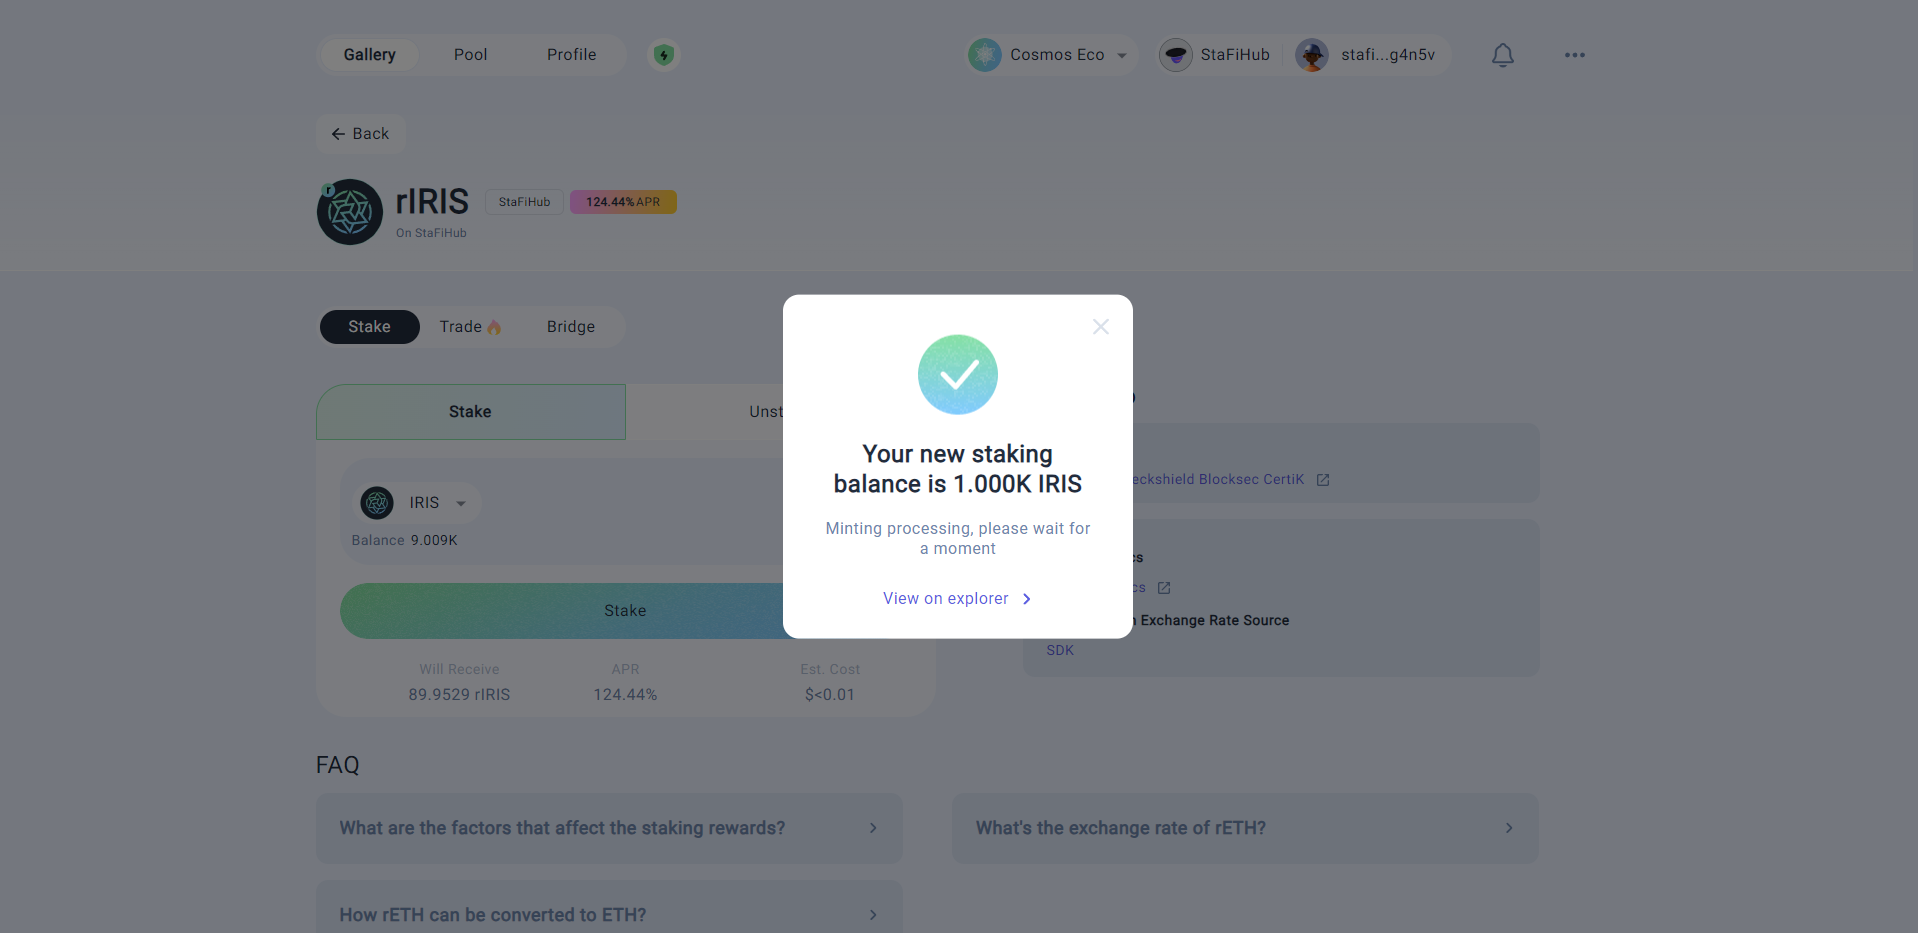 Gallery
Pool
Profile
Cosmos Eco
StaFiHub
stafi...g4n5v
Back
r
rIRIS
StaFiHub
124.44%APR
On StaFiHub
Stake
Trade
Bridge
Stake
IRIS
Balance 9.009K
Stake
Will Receive
APR
Est. Cost
89.9529 rIRIS
124.44%
$<0.01
Your new staking
balance is 1.000K IRIS
Minting processing, please wait for
a moment
View on explorer
Blocksec CertiK
Exchange Rate Source
SDK
FAQ
What are the factors that affect the staking rewards?
What's the exchange rate of rETH?
How rETH can be converted to ETH?